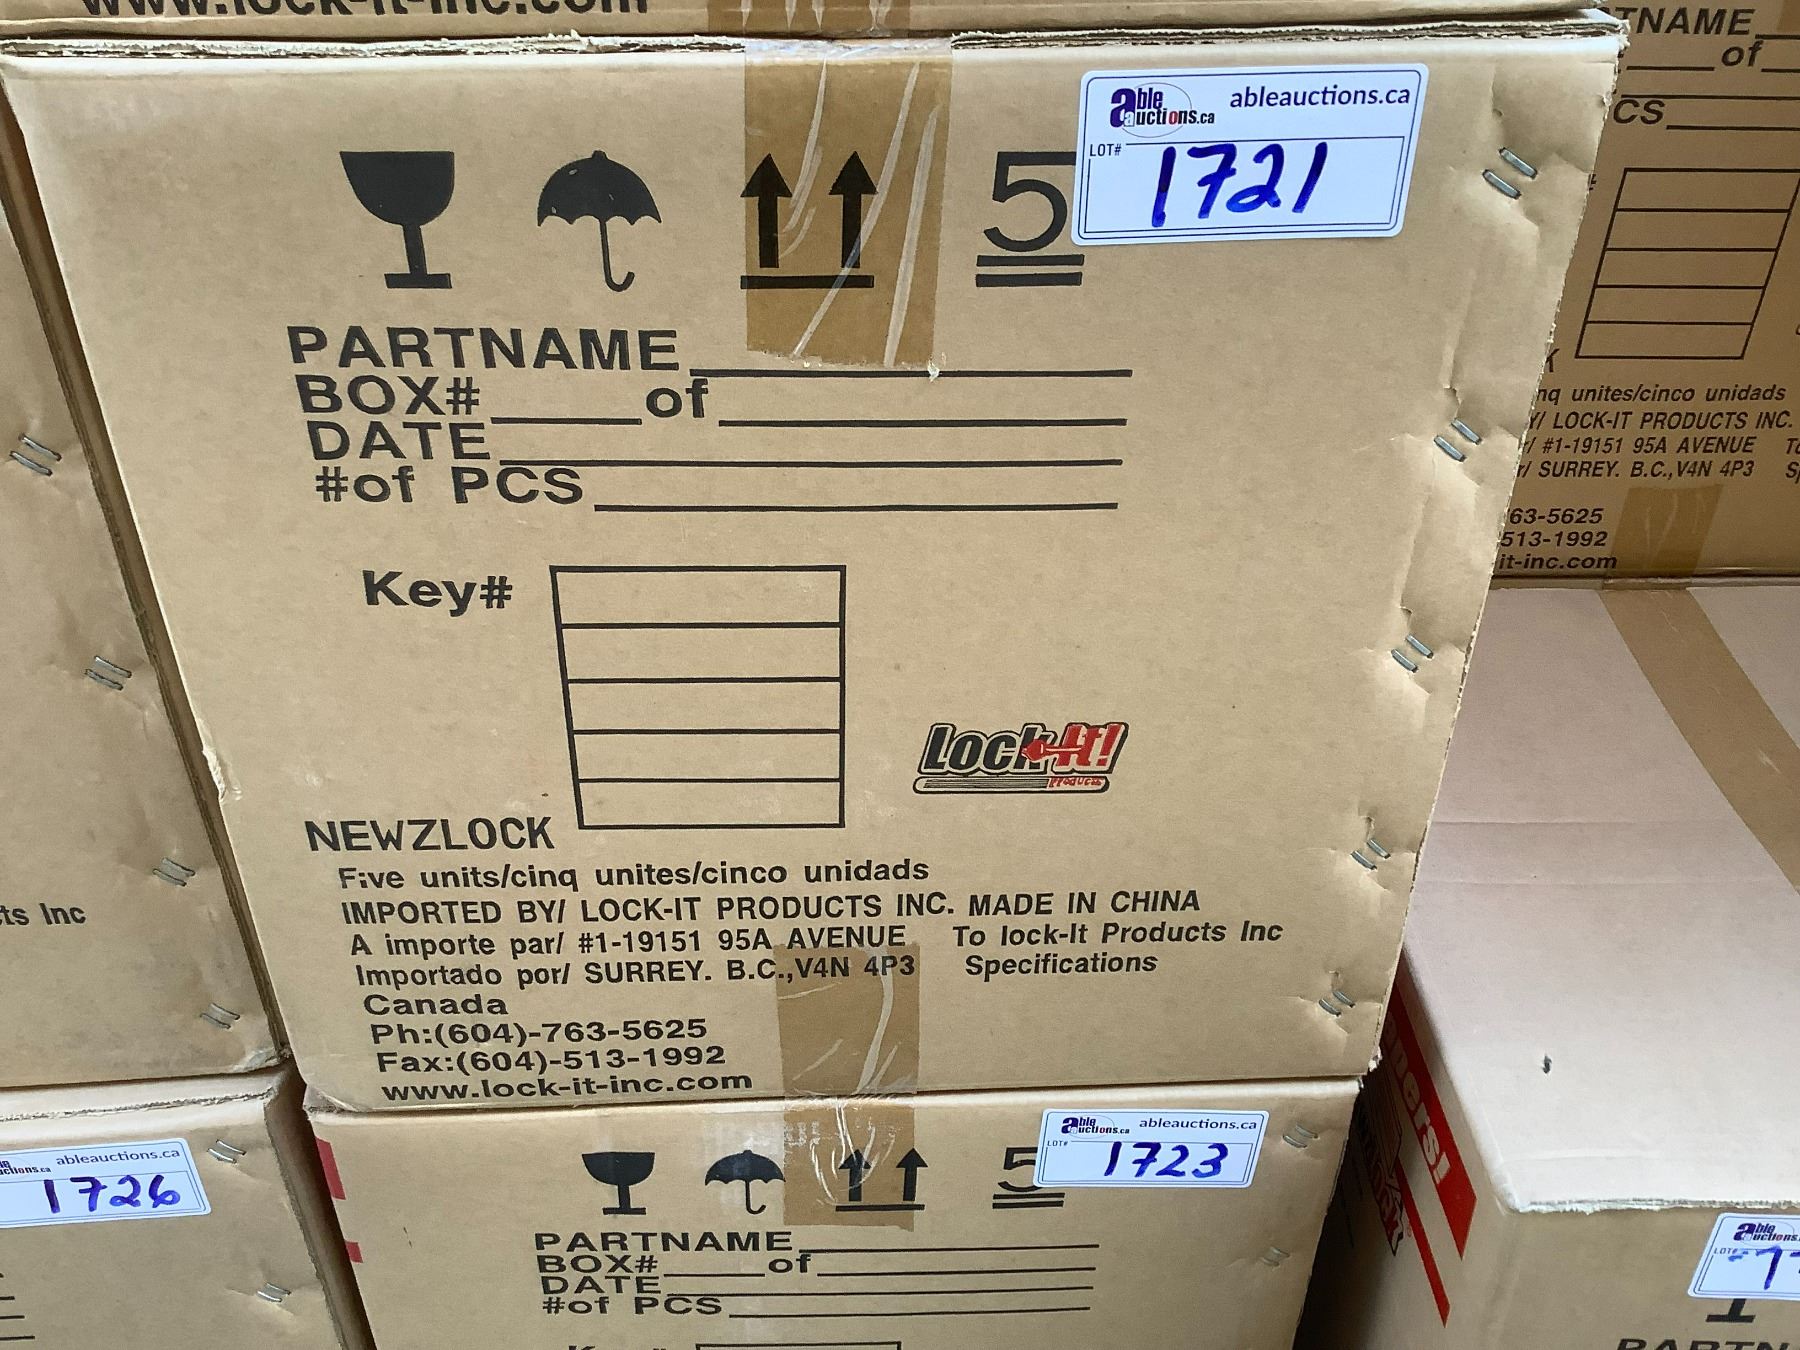 www.lock-it-inc.com
able auctions.ca
ableauctions.ca
LOT#
1721
5
PARTNAME
BOX# of
DATE
#of PCS
Key#
Lock It!
Products
NEWZLOCK
Five units/cinq unites/cinco unidads
IMPORTED BY/ LOCK-IT PRODUCTS INC. MADE IN CHINA
A importe par/ #1-19151 95A AVENUE To lock-It Products Inc
Importado por/ SURREY. B.C.,V4N 4P3 Specifications
Canada
Ph:(604)-763-5625
Fax:(604)-513-1992
www.lock-it-inc.com
TNAME
of
CS
K
nq unites/cinco unidads
Y/ LOCK-IT PRODUCTS INC.
r/ #1-19151 95A AVENUE To
r/ SURREY. B.C.,V4N 4P3
63-5625
513-1992
it-inc.com
ts Inc
ableauctions.ca
1726
able auctions.ca
ableauctions.ca
LOT#
1723
5
PARTNAME
BOX# of
DATE
#of PCS
able auctions.
LOT#
PARTN